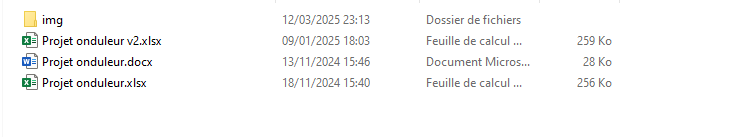 img 12/03/2025 23:13 Dossier de fichiers
Projet onduleur v2.xlsx 09/01/2025 18:03 Feuille de calcul ... 259 Ko
Projet onduleur.docx 13/11/2024 15:46 Document Micros... 28 Ko
Projet onduleur.xlsx 18/11/2024 15:40 Feuille de calcul ... 256 Ko